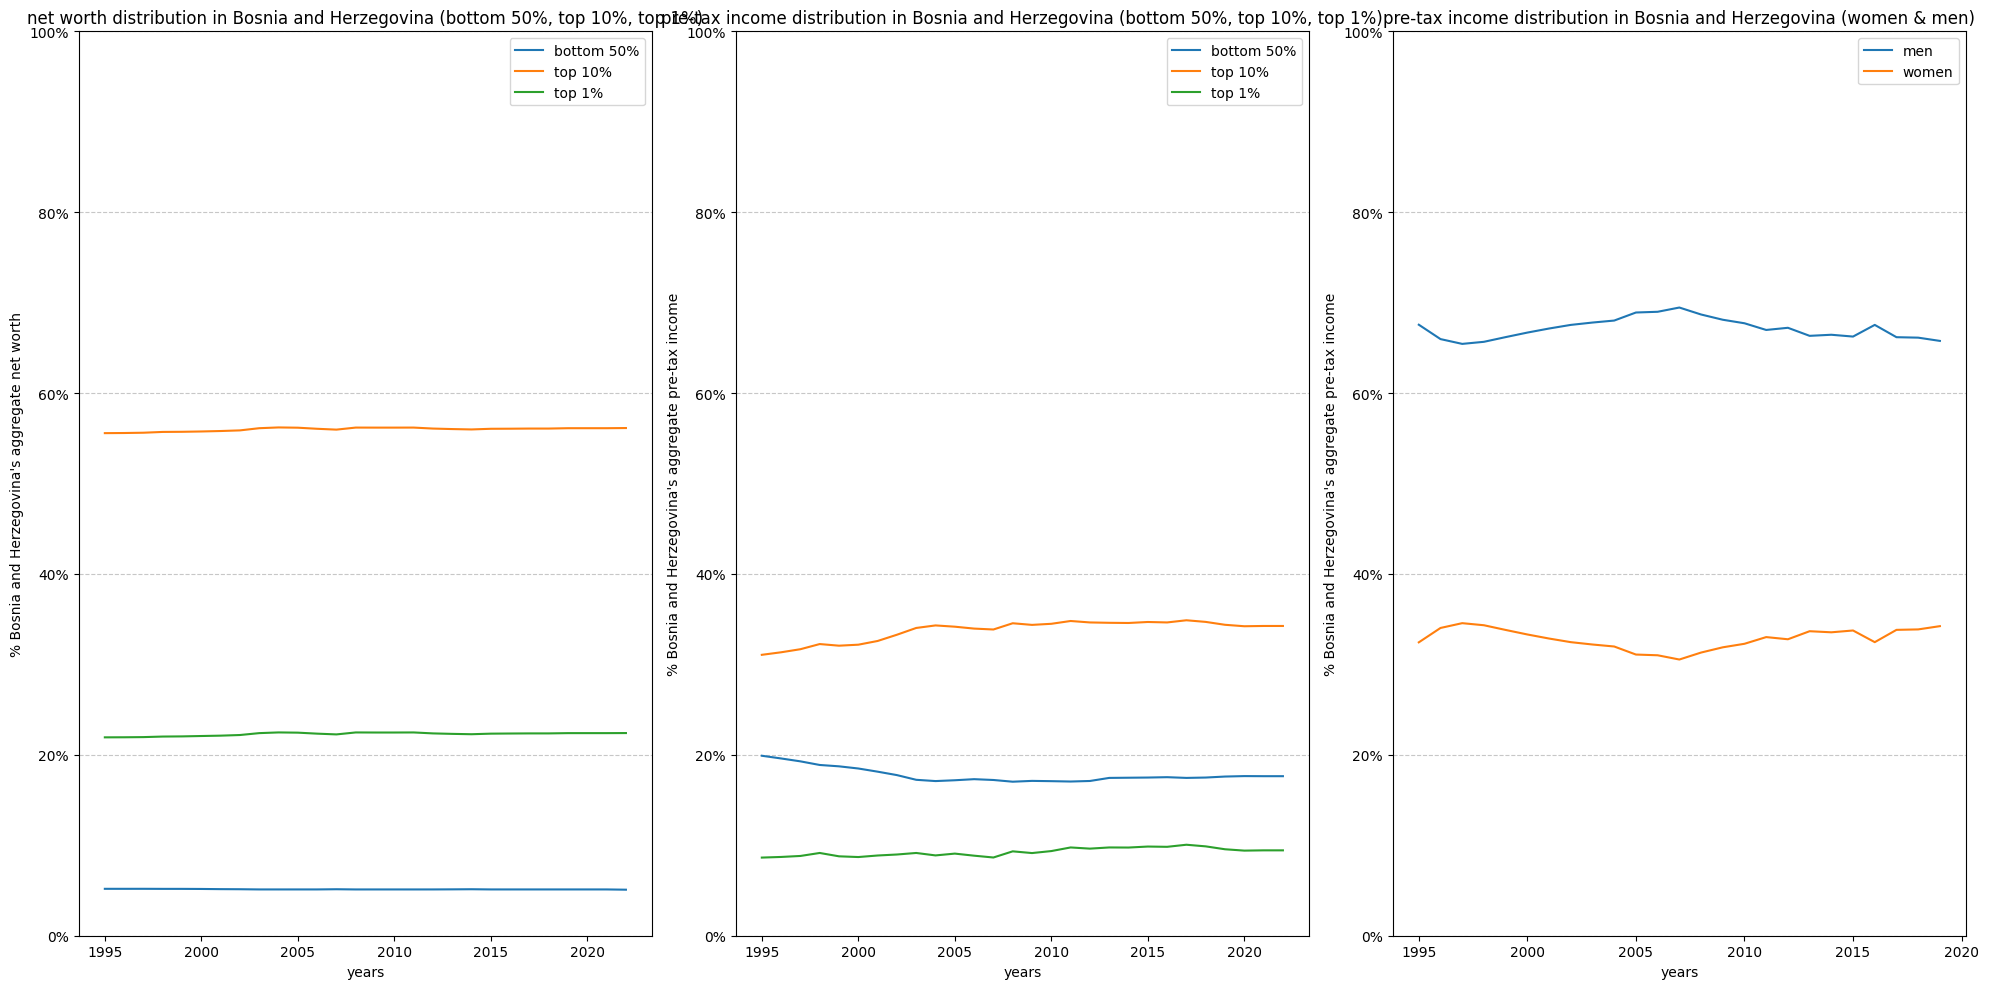 net worth distribution in Bosnia and Herzegovina (bottom 50%, top 10%, top 1%)
% Bosnia and Herzegovina's aggregate net worth
100%
80%
60%
40%
20%
0%
bottom 50%
top 10%
top 1%
1995 2000 2005 2010 2015 2020
years
pre-tax income distribution in Bosnia and Herzegovina (bottom 50%, top 10%, top 1%)
% Bosnia and Herzegovina's aggregate pre-tax income
100%
80%
60%
40%
20%
0%
bottom 50%
top 10%
top 1%
1995 2000 2005 2010 2015 2020
years
pre-tax income distribution in Bosnia and Herzegovina (women & men)
% Bosnia and Herzegovina's aggregate pre-tax income
100%
80%
60%
40%
20%
0%
men
women
1995 2000 2005 2010 2015 2020
years